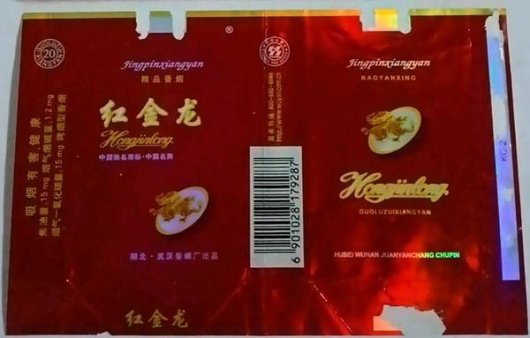 20
吸烟有害健康
焦油量:15mg 烟气烟碱量:1.2mg
烟气一氧化碳量:15mg 烤烟型香烟
Jingpinxiangyan
精品香烟
红金龙
Hongjinlong
中国驰名商标·中国名牌
湖北·武汉卷烟厂出品
红金龙
®
6 901028 179287
Jingpinxiangyan
KAOYANXING
Hongjinlong
GUOLUZUIXIANGYAN
HUBEI WUHAN JUANYANCHANG CHUPIN
KC-2